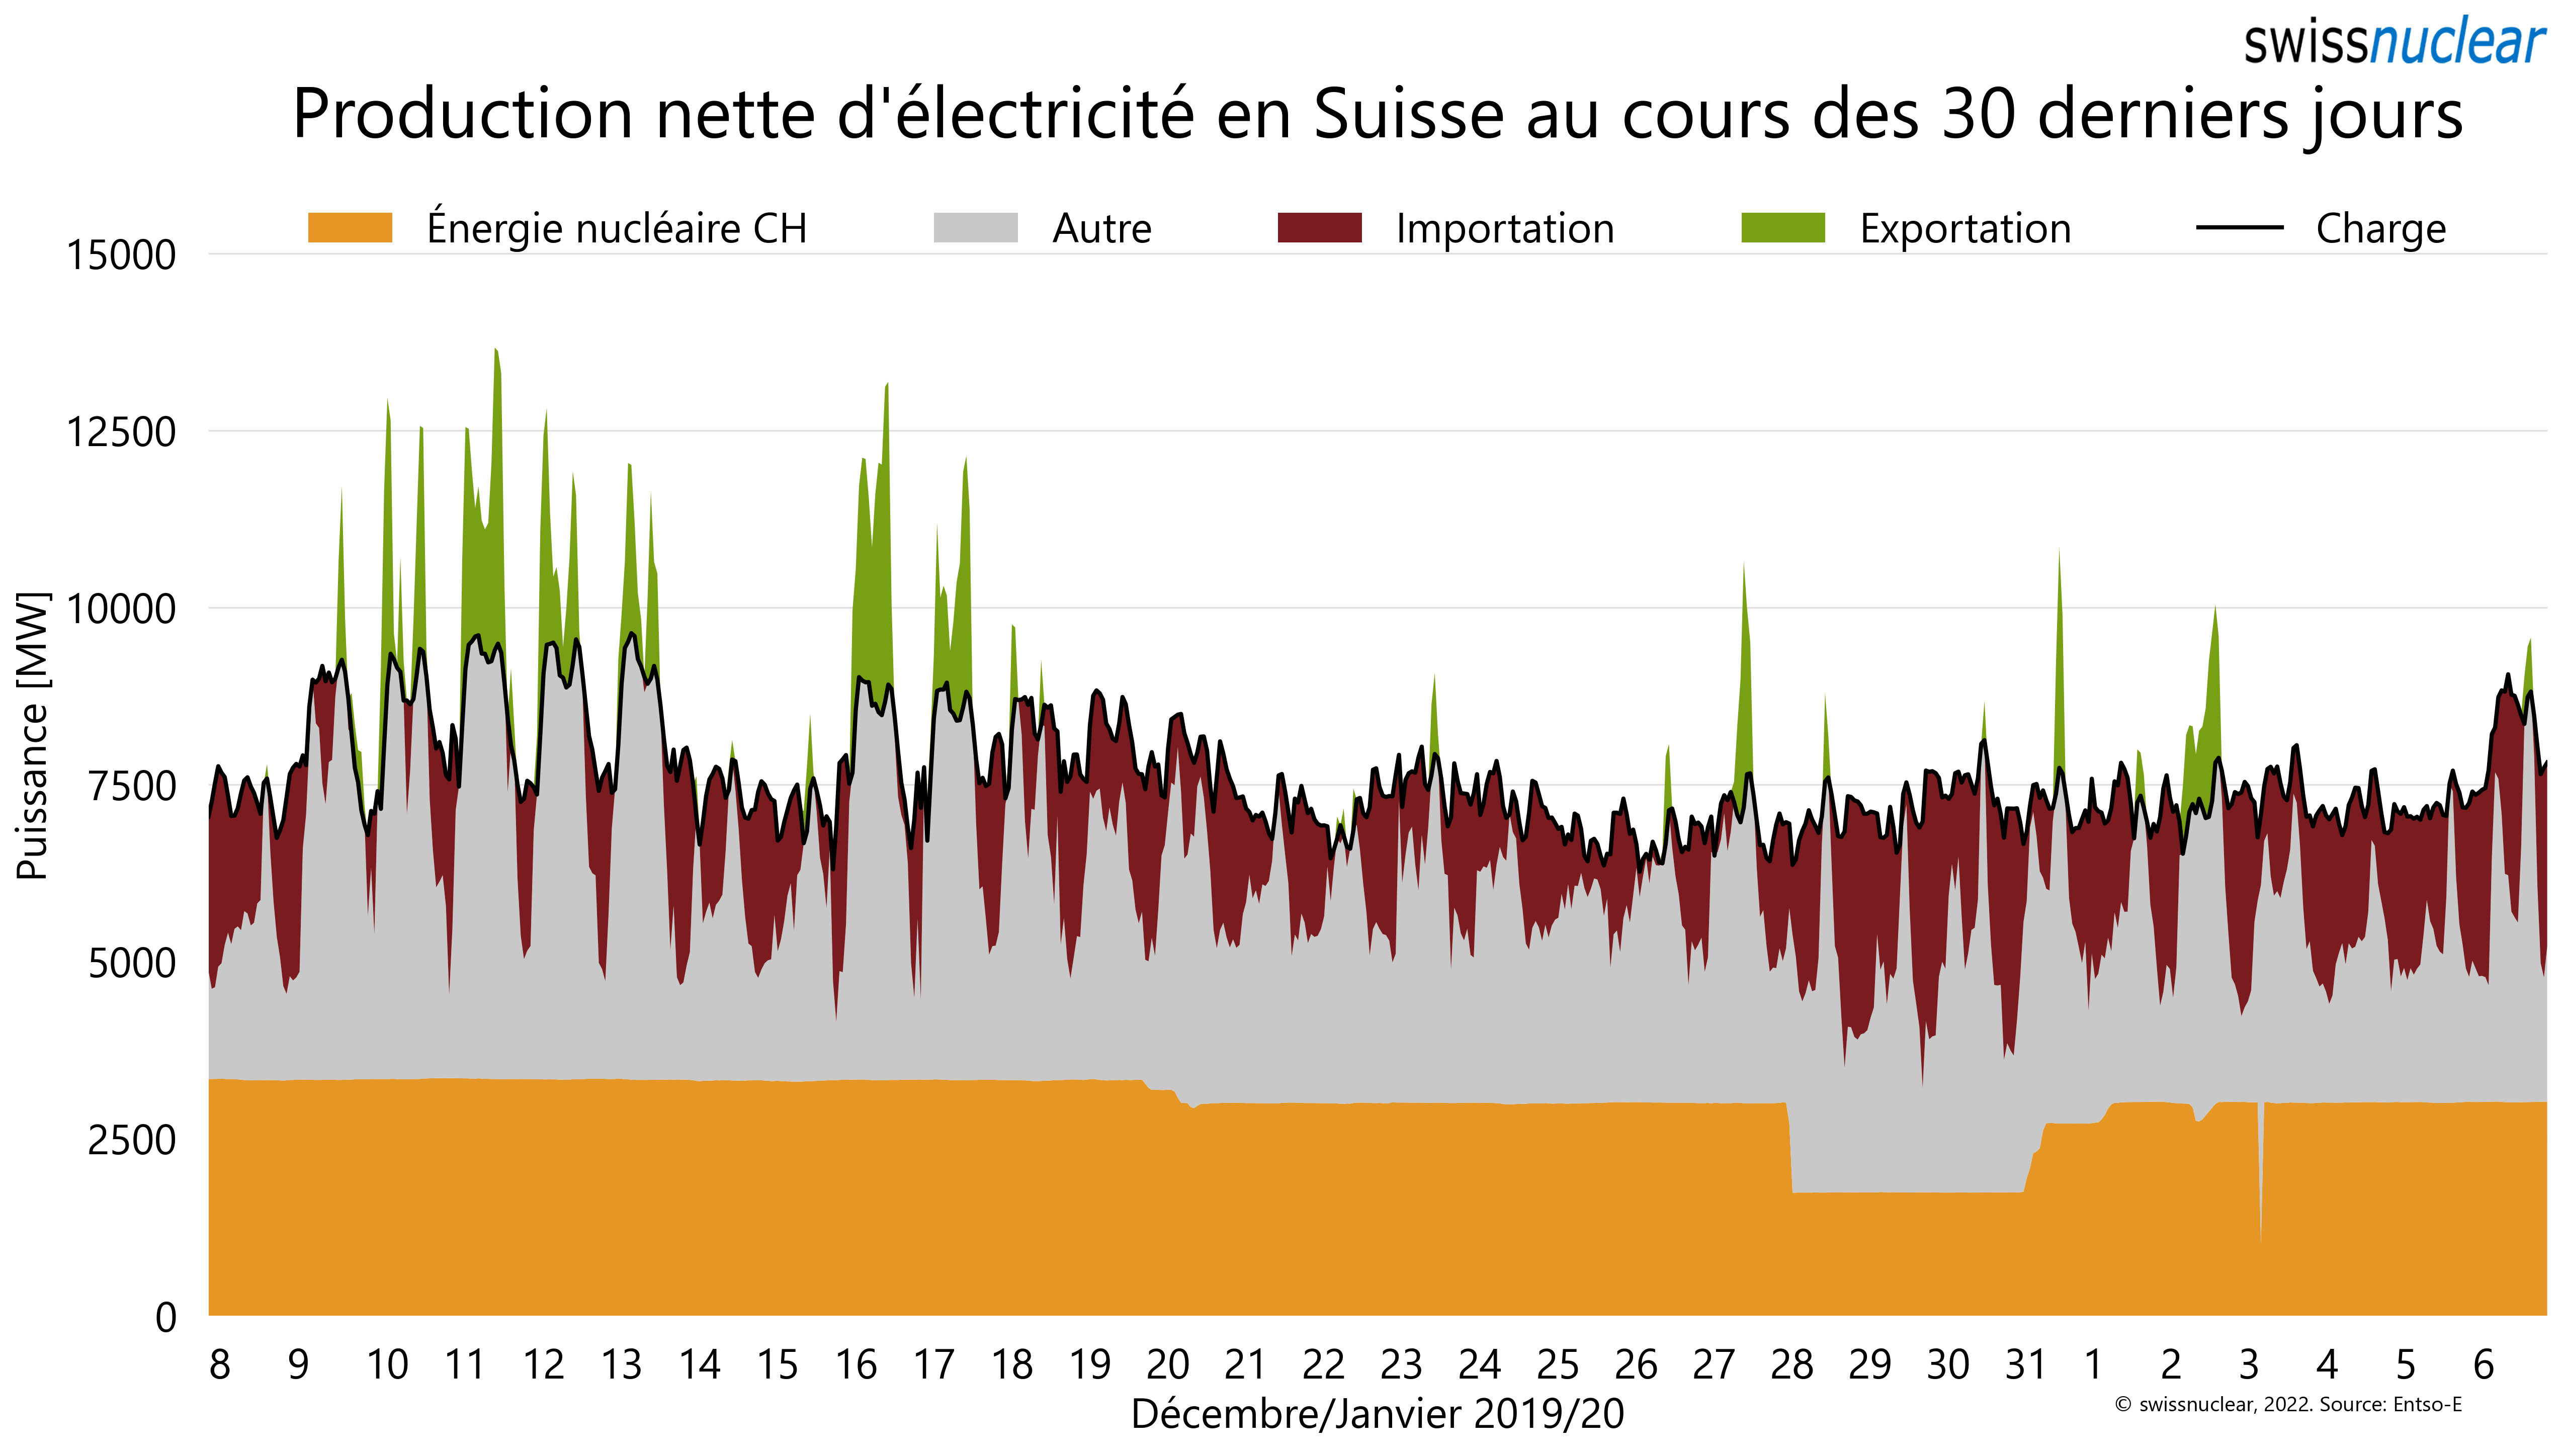 swissnuclear
Production nette d'électricité en Suisse au cours des 30 derniers jours
Énergie nucléaire CH Autre Importation Exportation Charge
15000
12500
10000
7500
5000
2500
0
Puissance [MW]
8 9 10 11 12 13 14 15 16 17 18 19 20 21 22 23 24 25 26 27 28 29 30 31 1 2 3 4 5 6
Décembre/Janvier 2019/20
© swissnuclear, 2022. Source: Entso-E